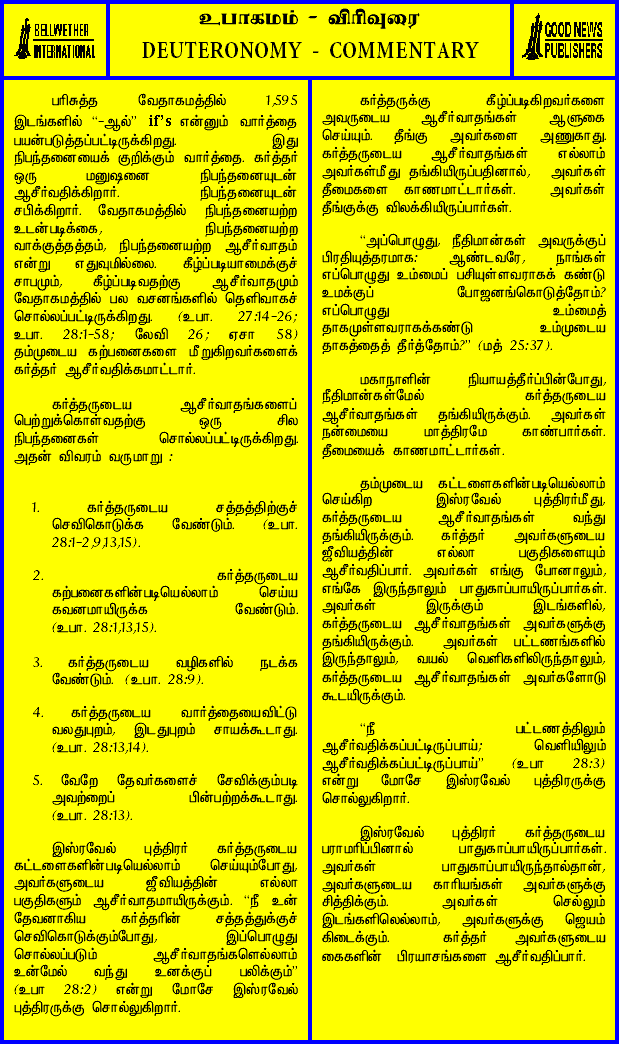 BELLWETHER
INTERNATIONAL
உபாகமம் - விரிவுரை
DEUTERONOMY - COMMENTARY
GOOD NEWS
PUBLISHERS
பரிசுத்த வேதாகமத்தில் 1,595
இடங்களில் “-ஆல்” if's என்னும் வார்த்தை
பயன்படுத்தப்பட்டிருக்கிறது. இது
நிபந்தனையைக் குறிக்கும் வார்த்தை. கர்த்தர்
ஒரு மனுஷனை நிபந்தனையுடன்
ஆசீர்வதிக்கிறார். நிபந்தனையுடன்
சபிக்கிறார். வேதாகமத்தில் நிபந்தனையற்ற
உடன்படிக்கை, நிபந்தனையற்ற
வாக்குத்தத்தம், நிபந்தனையற்ற ஆசீர்வாதம்
என்று எதுவுமில்லை. கீழ்ப்படியாமைக்குச்
சாபமும், கீழ்ப்படிவதற்கு ஆசீர்வாதமும்
வேதாகமத்தில் பல வசனங்களில் தெளிவாகச்
சொல்லப்பட்டிருக்கிறது. (உபா. 27:14-26;
உபா. 28:1-58; லேவி 26; ஏசா 58)
தம்முடைய கற்பனைகளை மீறுகிறவர்களைக்
கர்த்தர் ஆசீர்வதிக்கமாட்டார்.
கர்த்தருடைய ஆசீர்வாதங்களைப்
பெற்றுக்கொள்வதற்கு ஒரு சில
நிபந்தனைகள் சொல்லப்பட்டிருக்கிறது.
அதன் விவரம் வருமாறு :
1. கர்த்தருடைய சத்தத்திற்குச்
செவிகொடுக்க வேண்டும். (உபா.
28:1-2,9,13,15).
2. கர்த்தருடைய
கற்பனைகளின்படியெல்லாம் செய்ய
கவனமாயிருக்க வேண்டும்.
(உபா. 28:1,13,15).
3. கர்த்தருடைய வழிகளில் நடக்க
வேண்டும். (உபா. 28:9).
4. கர்த்தருடைய வார்த்தையைவிட்டு
வலதுபுறம், இடதுபுறம் சாயக்கூடாது.
(உபா. 28:13,14).
5. வேறே தேவர்களைச் சேவிக்கும்படி
அவற்றைப் பின்பற்றக்கூடாது.
(உபா. 28:13).
இஸ்ரவேல் புத்திரர் கர்த்தருடைய
கட்டளைகளின்படியெல்லாம் செய்யும்போது,
அவர்களுடைய ஜீவியத்தின் எல்லா
பகுதிகளும் ஆசீர்வாதமாயிருக்கும். “நீ உன்
தேவனாகிய கர்த்தரின் சத்தத்துக்குச்
செவிகொடுக்கும்போது, இப்பொழுது
சொல்லப்படும் ஆசீர்வாதங்களெல்லாம்
உன்மேல் வந்து உனக்குப் பலிக்கும்”
(உபா 28:2) என்று மோசே இஸ்ரவேல்
புத்திரருக்கு சொல்லுகிறார்.
கர்த்தருக்கு கீழ்ப்படிகிறவர்களை
அவருடைய ஆசீர்வாதங்கள் ஆளுகை
செய்யும். தீங்கு அவர்களை அணுகாது.
கர்த்தருடைய ஆசீர்வாதங்கள் எல்லாம்
அவர்கள்மீது தங்கியிருப்பதினால், அவர்கள்
தீமைகளை காணமாட்டார்கள். அவர்கள்
தீங்குக்கு விலக்கியிருப்பார்கள்.
“அப்பொழுது, நீதிமான்கள் அவருக்குப்
பிரதியுத்தரமாக: ஆண்டவரே, நாங்கள்
எப்பொழுது உம்மைப் பசியுள்ளவராகக் கண்டு
உமக்குப் போஜனங்கொடுத்தோம்?
எப்பொழுது உம்மைத்
தாகமுள்ளவராகக்கண்டு உம்முடைய
தாகத்தைத் தீர்த்தோம்?” (மத் 25:37).
மகாநாளின் நியாயத்தீர்ப்பின்போது,
நீதிமான்கள்மேல் கர்த்தருடைய
ஆசீர்வாதங்கள் தங்கியிருக்கும். அவர்கள்
நன்மையை மாத்திரமே காண்பார்கள்.
தீமையைக் காணமாட்டார்கள்.
தம்முடைய கட்டளைகளின்படியெல்லாம்
செய்கிற இஸ்ரவேல் புத்திரர்மீது,
கர்த்தருடைய ஆசீர்வாதங்கள் வந்து
தங்கியிருக்கும். கர்த்தர் அவர்களுடைய
ஜீவியத்தின் எல்லா பகுதிகளையும்
ஆசீர்வதிப்பார். அவர்கள் எங்கு போனாலும்,
எங்கே இருந்தாலும் பாதுகாப்பாயிருப்பார்கள்.
அவர்கள் இருக்கும் இடங்களில்,
கர்த்தருடைய ஆசீர்வாதங்கள் அவர்களுக்கு
தங்கியிருக்கும். அவர்கள் பட்டணங்களில்
இருந்தாலும், வயல் வெளிகளிலிருந்தாலும்,
கர்த்தருடைய ஆசீர்வாதங்கள் அவர்களோடு
கூடயிருக்கும்.
“நீ பட்டணத்திலும்
ஆசீர்வதிக்கப்பட்டிருப்பாய்; வெளியிலும்
ஆசீர்வதிக்கப்பட்டிருப்பாய்” (உபா 28:3)
என்று மோசே இஸ்ரவேல் புத்திரருக்கு
சொல்லுகிறார்.
இஸ்ரவேல் புத்திரர் கர்த்தருடைய
பராமரிப்பினால் பாதுகாப்பாயிருப்பார்கள்.
அவர்கள் பாதுகாப்பாயிருந்தால்தான்,
அவர்களுடைய காரியங்கள் அவர்களுக்கு
சித்திக்கும். அவர்கள் செல்லும்
இடங்களிலெல்லாம், அவர்களுக்கு ஜெயம்
கிடைக்கும். கர்த்தர் அவர்களுடைய
கைகளின் பிரயாசங்களை ஆசீர்வதிப்பார்.